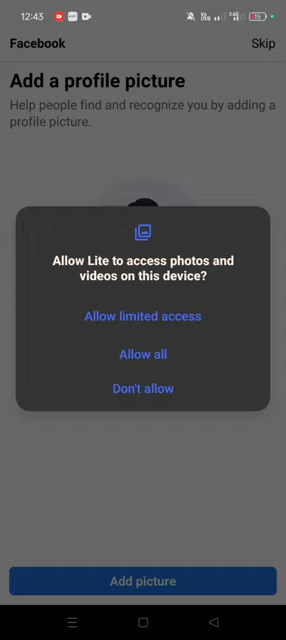 12:43
15
Facebook
Skip
Add a profile picture
Help people find and recognize you by adding a
profile picture.
Allow Lite to access photos and
videos on this device?
Allow limited access
Allow all
Don't allow
Add picture